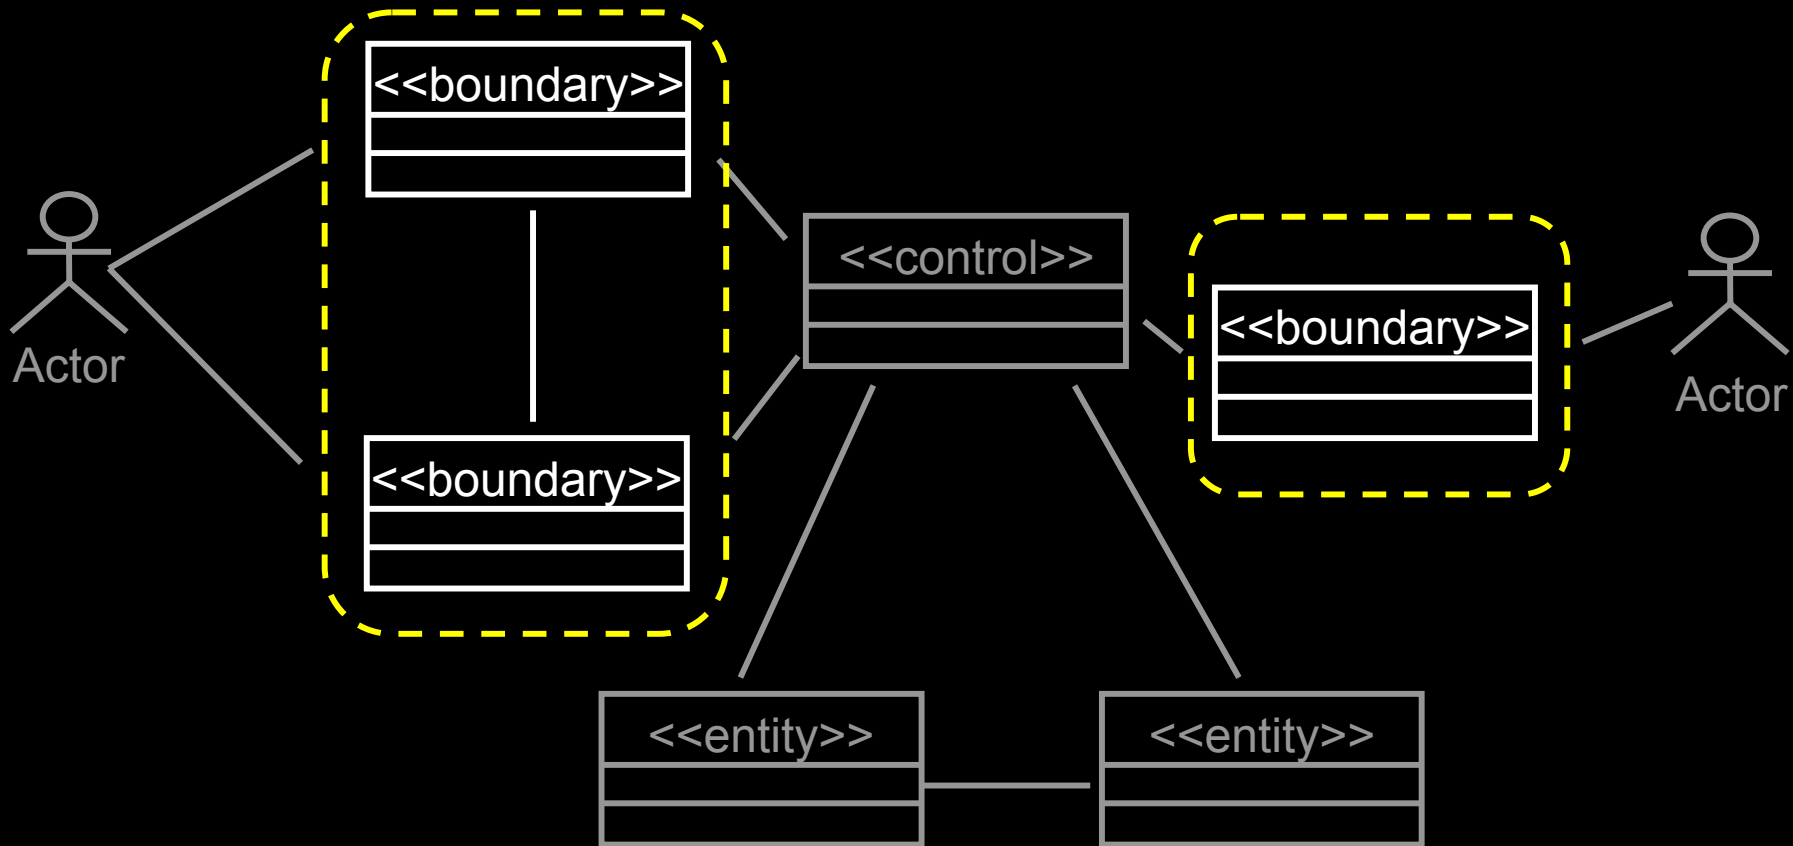 <<boundary>>
<<control>>
<<boundary>>
Actor
Actor
<<boundary>>
<<entity>>
<<entity>>